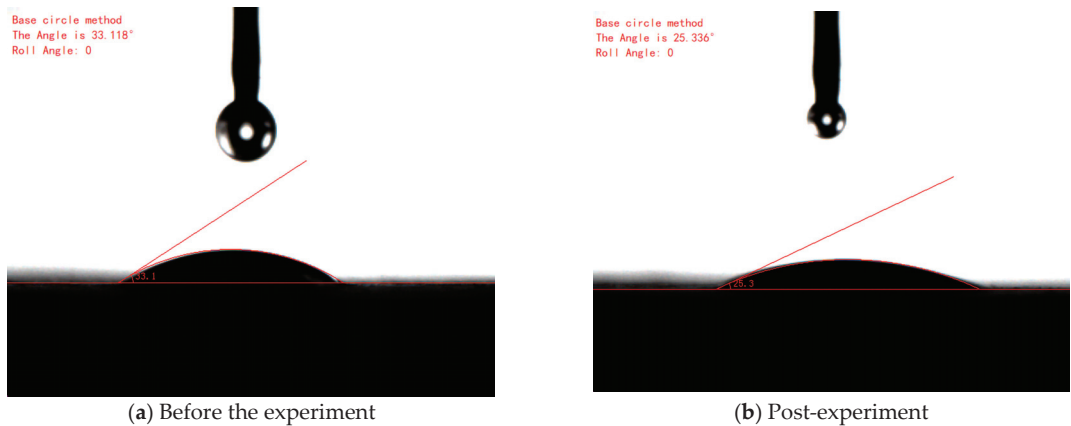 Base circle method
The Angle is 33.118°
Roll Angle: 0
33.1
(a) Before the experiment
Base circle method
The Angle is 25.336°
Roll Angle: 0
25.3
(b) Post-experiment